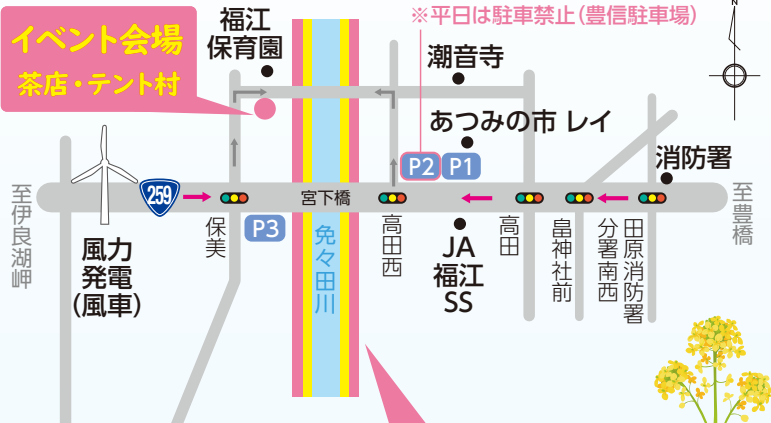 ※平日は駐車禁止（豊信駐車場）
N
イベント会場
茶店・テント村
福江
保育園
潮音寺
あつみの市 レイ
P2
P1
消防署
至伊良湖岬
259
宮下橋
至豊橋
保美
P3
免々田川
高田西
JA
福江
SS
高田
畠神社前
田原消防署
分署南西
風力
発電
(風車)